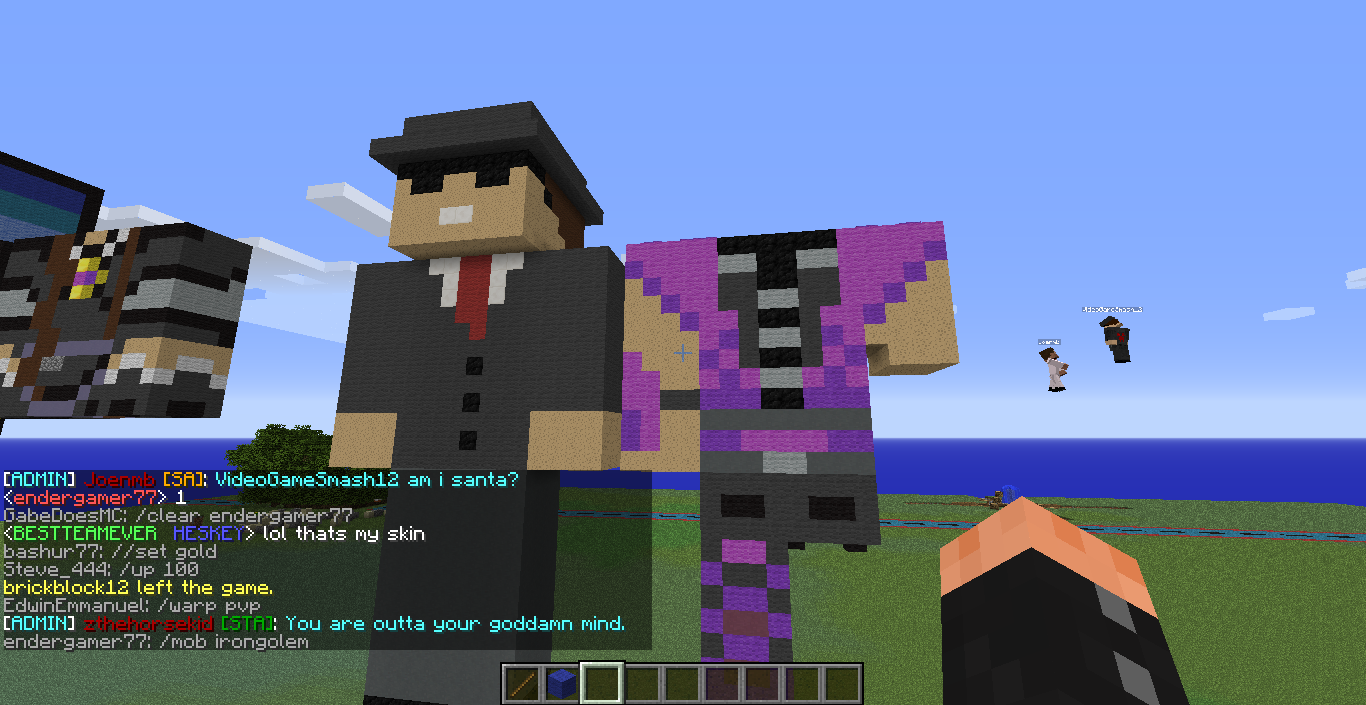 VideoGameSmash12
Joenmb
[ADMIN] Joenmb [SA]: VideoGameSmash12 am i santa?
<endergamer77> 1
GabeDoesMC: /clear endergamer77
<BESTTEAMEVER HESKEY> lol thats my skin
bashur77: //set gold
Steve_444: /up 100
brickblock12 left the game.
EdwinEmmanuel: /warp pvp
[ADMIN] zthehorsekid [STA]: You are outta your goddamn mind.
endergamer77: /mob irongolem